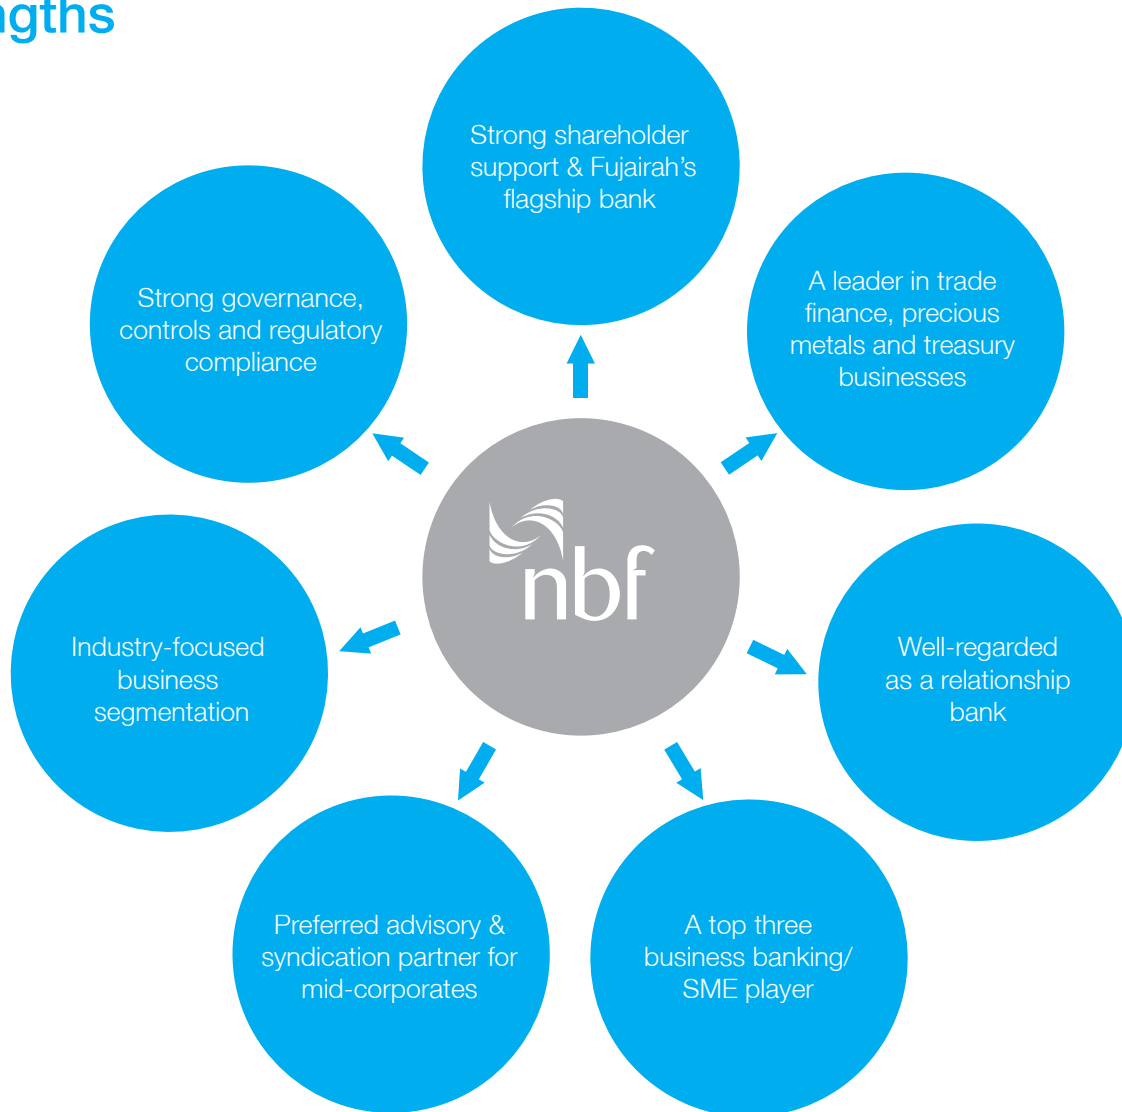 ngths
Strong shareholder
support & Fujairah's
flagship bank
A leader in trade
finance, precious
metals and treasury
businesses
Strong governance,
controls and regulatory
compliance
nbf
Industry-focused
business
segmentation
Well-regarded
as a relationship
bank
Preferred advisory &
syndication partner for
mid-corporates
A top three
business banking/
SME player